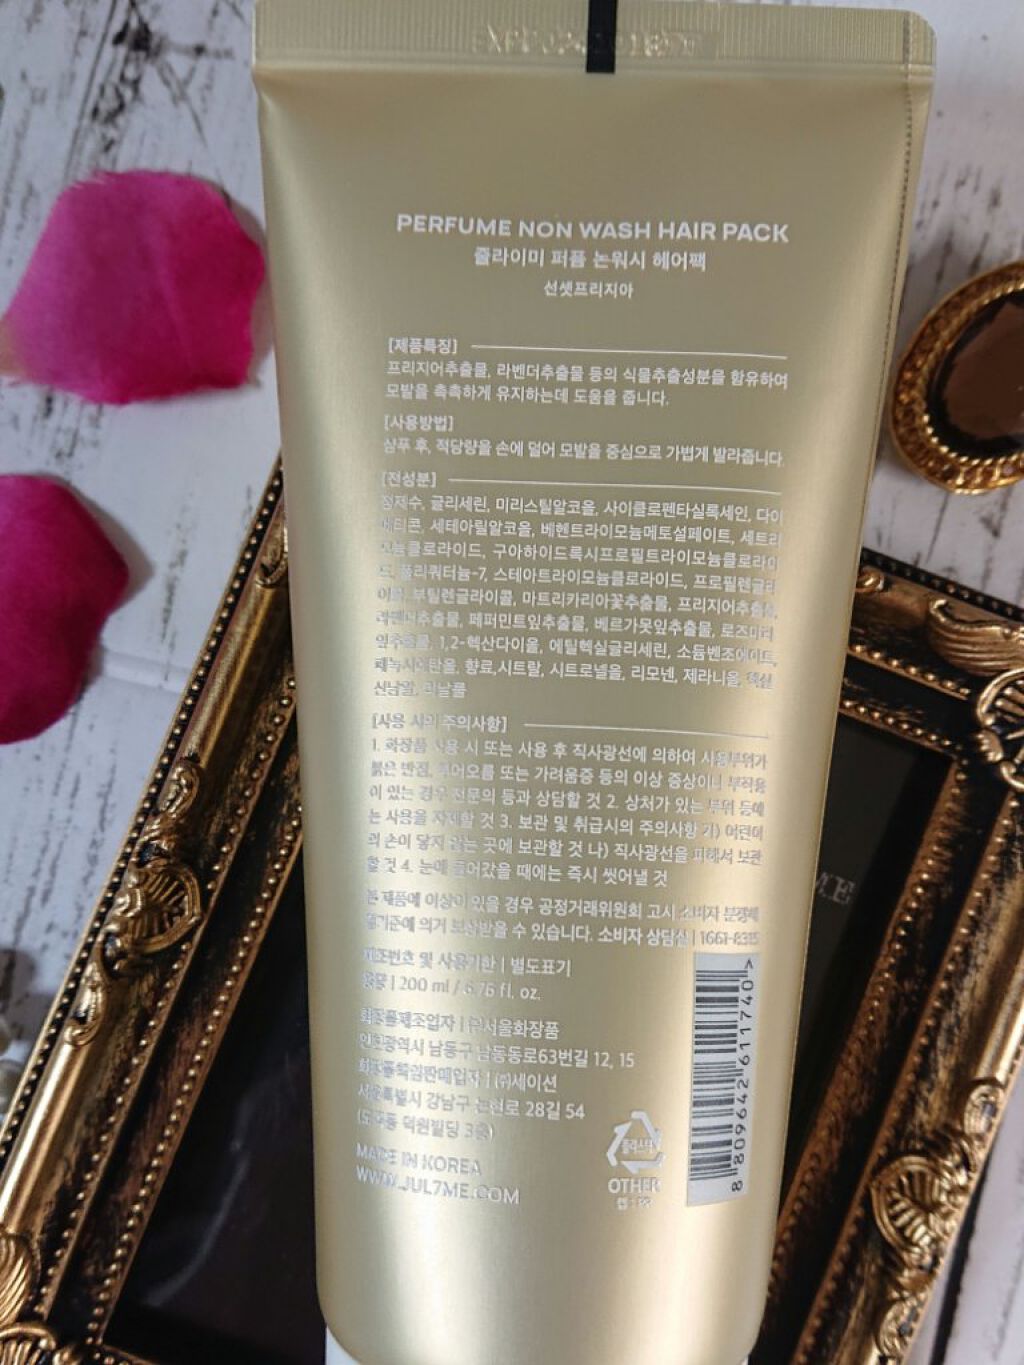 PERFUME NON WASH HAIR PACK
줄라이미 퍼퓸 논워시 헤어팩
선셋프리지아
[제품특징]
프리지어추출물, 라벤더추출물 등의 식물추출성분을 함유하여
모발을 촉촉하게 유지하는데 도움을 줍니다.
[사용방법]
샴푸 후, 적당량을 손에 덜어 모발을 중심으로 가볍게 발라줍니다.
[전성분]
정제수, 글리세린, 미리스틸알코올, 사이클로펜타실록세인, 다이
메티콘, 세테아릴알코올, 베헨트라이모늄메토설페이트, 세트리
모늄클로라이드, 구아하이드록시프로필트라이모늄클로라이
드, 폴리쿼터늄-7, 스테아트라이모늄클로라이드, 프로필렌글라
이콜, 부틸렌글라이콜, 마트리카리아꽃추출물, 프리지어추출물,
라벤더추출물, 페퍼민트잎추출물, 베르가못잎추출물, 로즈마리
잎추출물, 1,2-헥산다이올, 에틸헥실글리세린, 소듐벤조에이트,
페녹시에탄올, 향료,시트랄, 시트로넬올, 리모넨, 제라니올, 헥실
신남알, 리날룰
[사용 시의 주의사항]
1. 화장품 사용 시 또는 사용 후 직사광선에 의하여 사용부위가
붉은 반점, 부어오름 또는 가려움증 등의 이상 증상이나 부작용
이 있는 경우 전문의 등과 상담할 것 2. 상처가 있는 부위 등에
는 사용을 자제할 것 3. 보관 및 취급시의 주의사항 가) 어린이
의 손이 닿지 않는 곳에 보관할 것 나) 직사광선을 피해서 보관
할 것 4. 눈에 들어갔을 때에는 즉시 씻어낼 것
본 제품에 이상이 있을 경우 공정거래위원회 고시 소비자 분쟁해
결기준에 의거 보상받을 수 있습니다. 소비자 상담실 | 1661-8315
제조번호 및 사용기한 | 별도표기
용량 | 200 ml / 6.76 fl. oz.
화장품제조업자 | (주)서울화장품
인천광역시 남동구 남동동로63번길 12, 15
화장품책임판매업자 | (주)세이션
서울특별시 강남구 논현로 28길 54
(도곡동 덕원빌딩 3층)
MADE IN KOREA
WWW.JUL7ME.COM
플라스틱
OTHER
캡 : PP
8 809642 611740 >